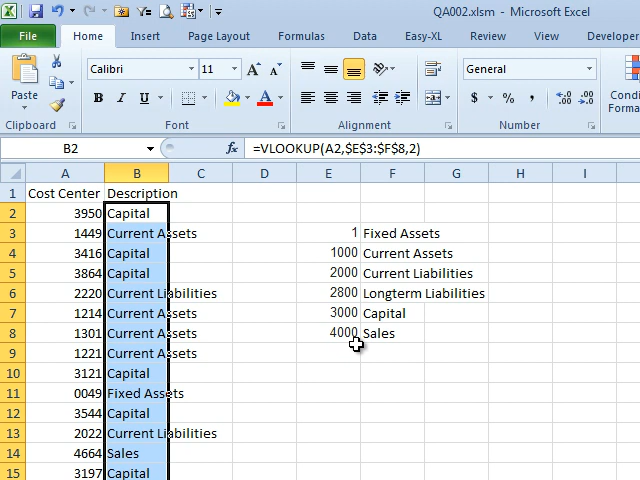 QA002.xlsm - Microsoft Excel
File Home Insert Page Layout Formulas Data Easy-XL Review View Developer
Calibri 11 General
Paste
B I U $ % ,
Clipboard Font Alignment Number
B2 fx =VLOOKUP(A2,$E$3:$F$8,2)
A B C D E F G H I
1 Cost Center Description
2 3950 Capital
3 1449 Current Assets 1 Fixed Assets
4 3416 Capital 1000 Current Assets
5 3864 Capital 2000 Current Liabilities
6 2220 Current Liabilities 2800 Longterm Liabilities
7 1214 Current Assets 3000 Capital
8 1301 Current Assets 4000 Sales
9 1221 Current Assets
10 3121 Capital
11 0049 Fixed Assets
12 3544 Capital
13 2022 Current Liabilities
14 4664 Sales
15 3197 Capital